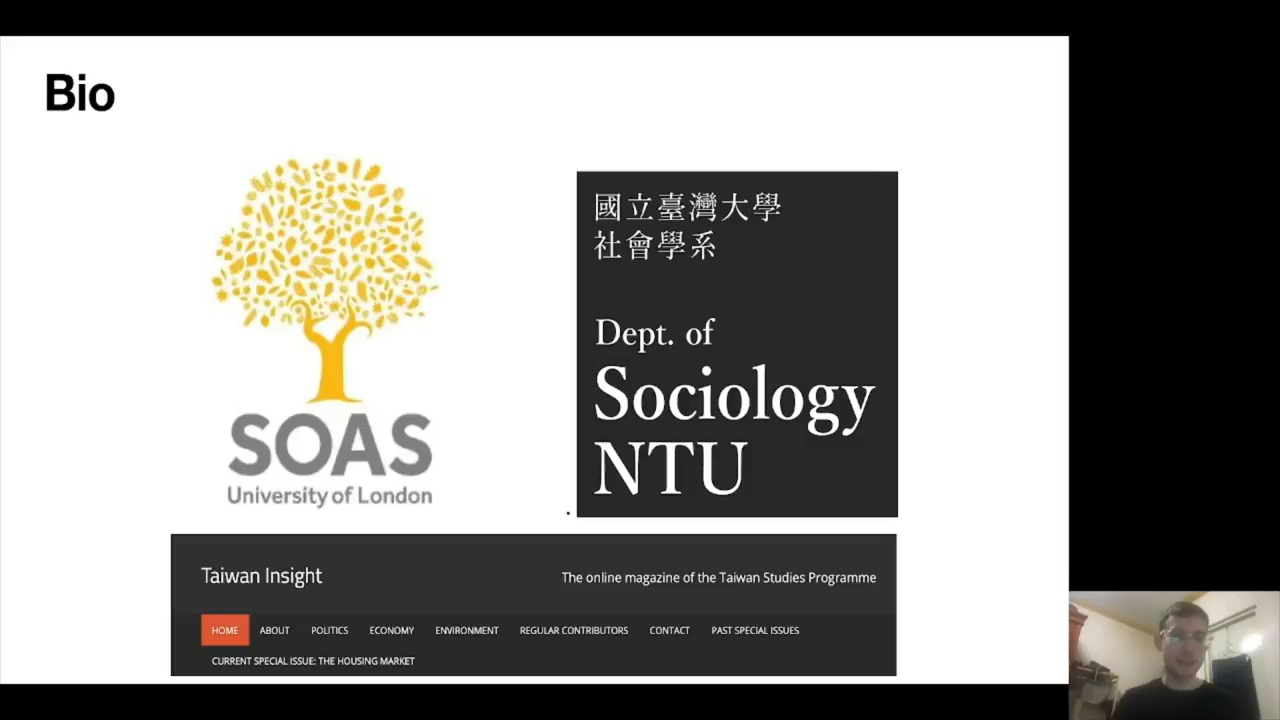 Bio
SOAS
University of London
國立臺灣大學
社會學系
Dept. of
Sociology
NTU
Taiwan Insight
The online magazine of the Taiwan Studies Programme
HOME ABOUT POLITICS ECONOMY ENVIRONMENT REGULAR CONTRIBUTORS CONTACT PAST SPECIAL ISSUES
CURRENT SPECIAL ISSUE: THE HOUSING MARKET